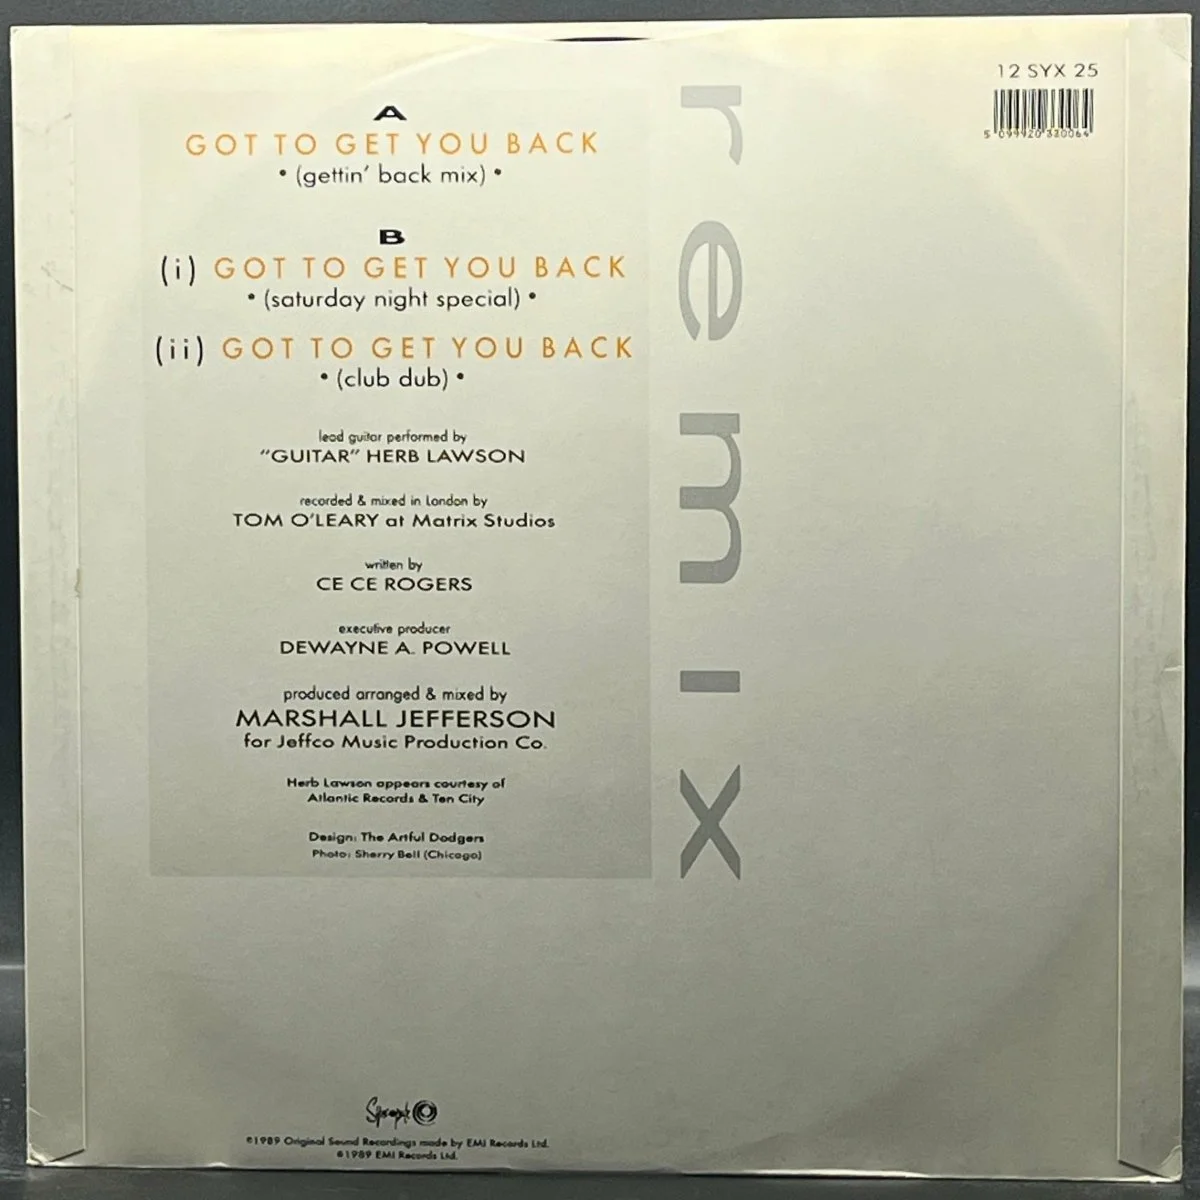 12 SYX 25
5 099920 330064
A
GOT TO GET YOU BACK
• (gettin' back mix) •
B
(i) GOT TO GET YOU BACK
• (saturday night special) •
(ii) GOT TO GET YOU BACK
• (club dub) •
lead guitar performed by
"GUITAR" HERB LAWSON
recorded & mixed in London by
TOM O'LEARY at Matrix Studios
written by
CE CE ROGERS
executive producer
DEWAYNE A. POWELL
produced arranged & mixed by
MARSHALL JEFFERSON
for Jeffco Music Production Co.
Herb Lawson appears courtesy of
Atlantic Records & Ten City
Design: The Artful Dodgers
Photo: Sherry Bell (Chicago)
remix
Syncopate
℗1989 Original Sound Recordings made by EMI Records Ltd.
©1989 EMI Records Ltd.